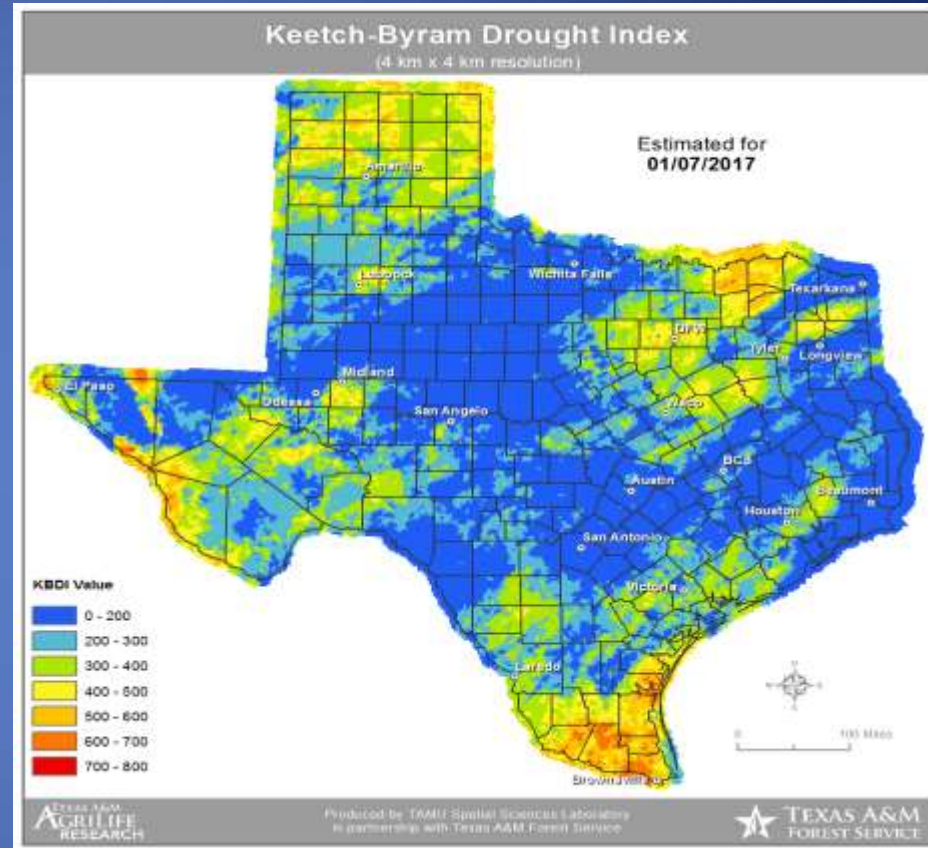 Keetch-Byram Drought Index
(4 km x 4 km resolution)
Estimated for
01/07/2017
Amarillo
Lubbock
Wichita Falls
Texarkana
DFW
Tyler
Longview
El Paso
Midland
Odessa
San Angelo
Waco
BCS
Austin
Beaumont
Houston
San Antonio
Victoria
Laredo
Brownsville
KBDI Value
0 - 200
200 - 300
300 - 400
400 - 500
500 - 600
600 - 700
700 - 800
0 100 Miles
TEXAS A&M
AGRILIFE
RESEARCH
Produced by TAMU Spatial Sciences Laboratory
in partnership with Texas A&M Forest Service
TEXAS A&M
FOREST SERVICE